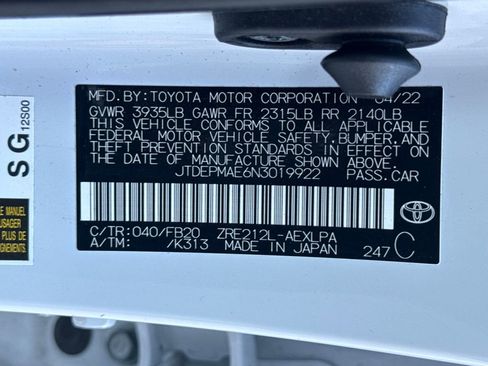 MFD. BY: TOYOTA MOTOR CORPORATION 04/22
GVWR 3935LB GAWR FR 2315LB RR 2140LB
THIS VEHICLE CONFORMS TO ALL APPLICABLE
FEDERAL MOTOR VEHICLE SAFETY, BUMPER, AND
THEFT PREVENTION STANDARDS IN EFFECT ON
THE DATE OF MANUFACTURE SHOWN ABOVE.
JTDEPMAE6N3019922 PASS. CAR
C/TR: 040/FB20 ZRE212L-AEXLPA
A/TM: /K313 MADE IN JAPAN 247 C
TOYOTA
SG 12S00